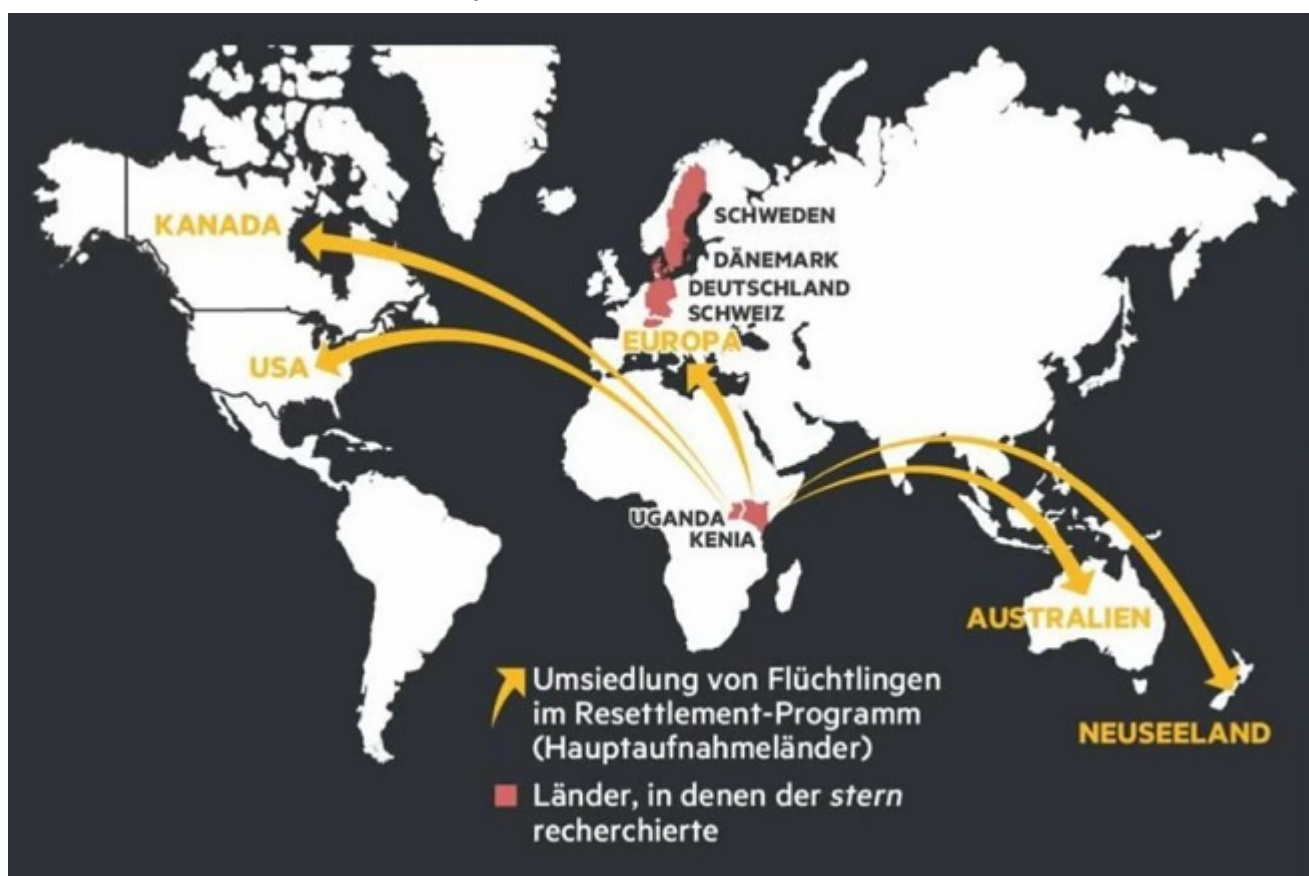 KANADA
USA
SCHWEDEN
DÄNEMARK
DEUTSCHLAND
SCHWEIZ
EUROPA
UGANDA
KENIA
AUSTRALIEN
NEUSEELAND
Umsiedlung von Flüchtlingen
im Resettlement-Programm
(Hauptaufnahmeländer)
Länder, in denen der stern
recherchierte